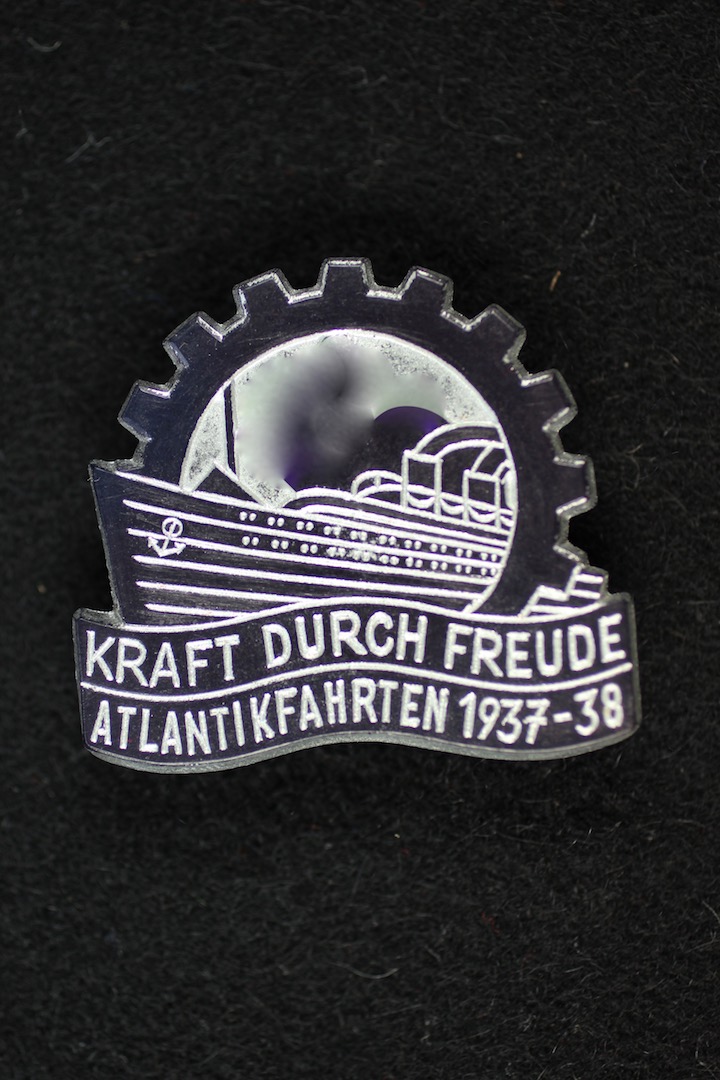 KRAFT DURCH FREUDE
ATLANTIKFAHRTEN 1937-38